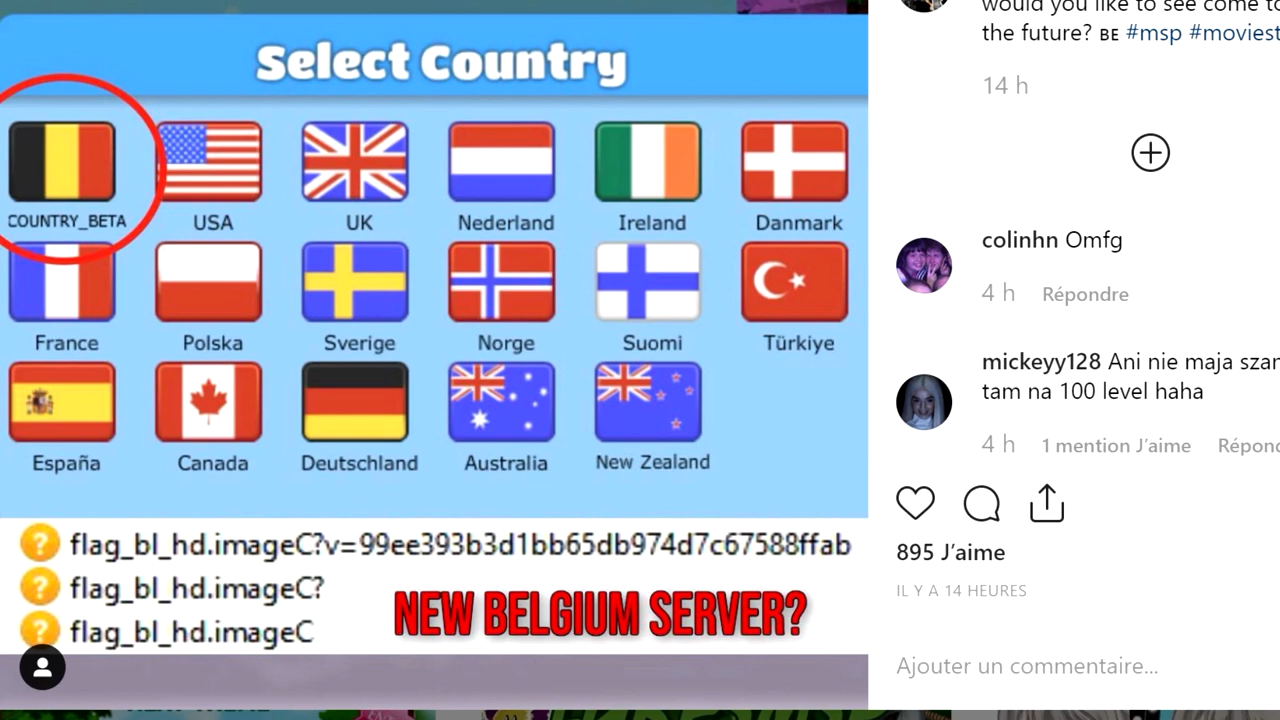 Select Country
COUNTRY_BETA
USA
UK
Nederland
Ireland
Danmark
France
Polska
Sverige
Norge
Suomi
Türkiye
España
Canada
Deutschland
Australia
New Zealand
flag_bl_hd.imageC?v=99ee393b3d1bb65db974d7c67588ffab
flag_bl_hd.imageC?
flag_bl_hd.imageC
NEW BELGIUM SERVER?
would you like to see come to
the future? BE #msp #moviest
14 h
colinhn Omfg
4 h Répondre
mickeyy128 Ani nie maja szan
tam na 100 level haha
4 h 1 mention J'aime Répond
895 J'aime
IL Y A 14 HEURES
Ajouter un commentaire...